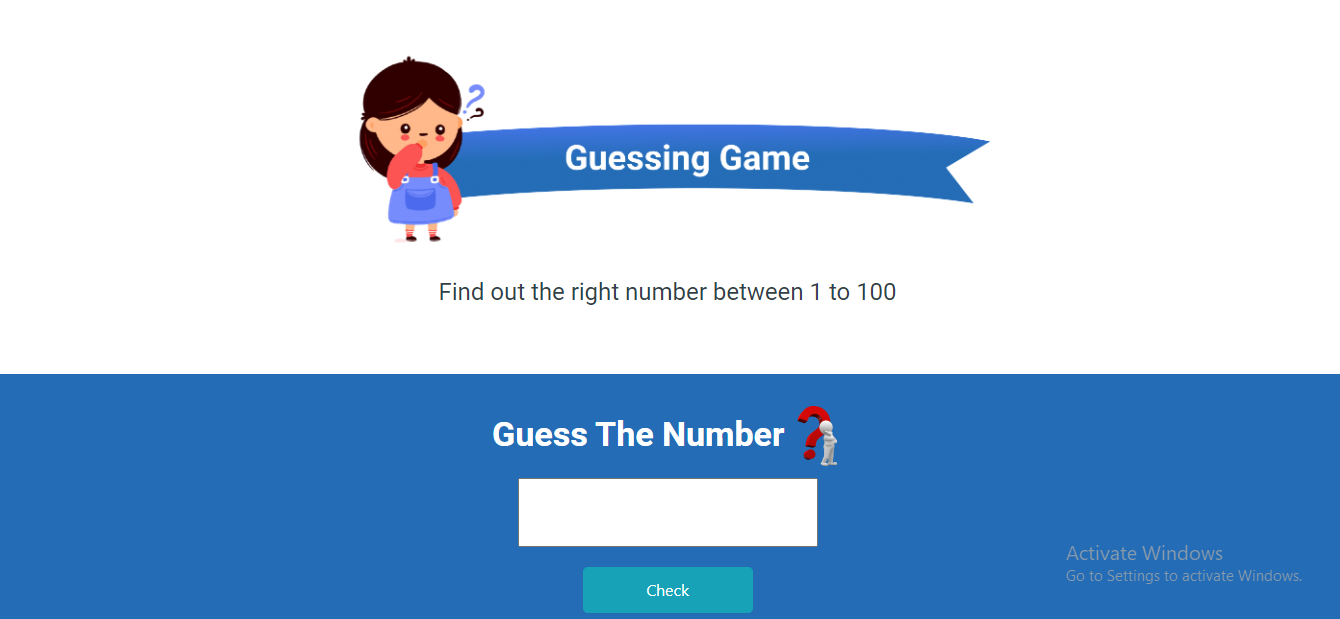 Guessing Game
Find out the right number between 1 to 100
Guess The Number
Check
Activate Windows
Go to Settings to activate Windows.